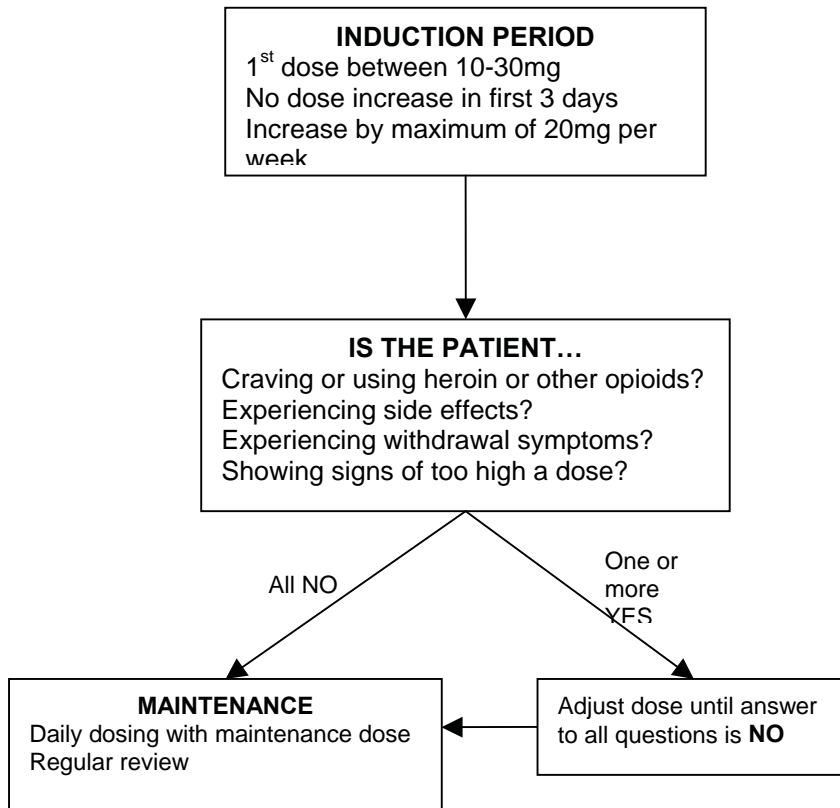 INDUCTION PERIOD
1st dose between 10-30mg
No dose increase in first 3 days
Increase by maximum of 20mg per
week
IS THE PATIENT…
Craving or using heroin or other opioids?
Experiencing side effects?
Experiencing withdrawal symptoms?
Showing signs of too high a dose?
All NO
One or
more
YES
MAINTENANCE
Daily dosing with maintenance dose
Regular review
Adjust dose until answer
to all questions is NO